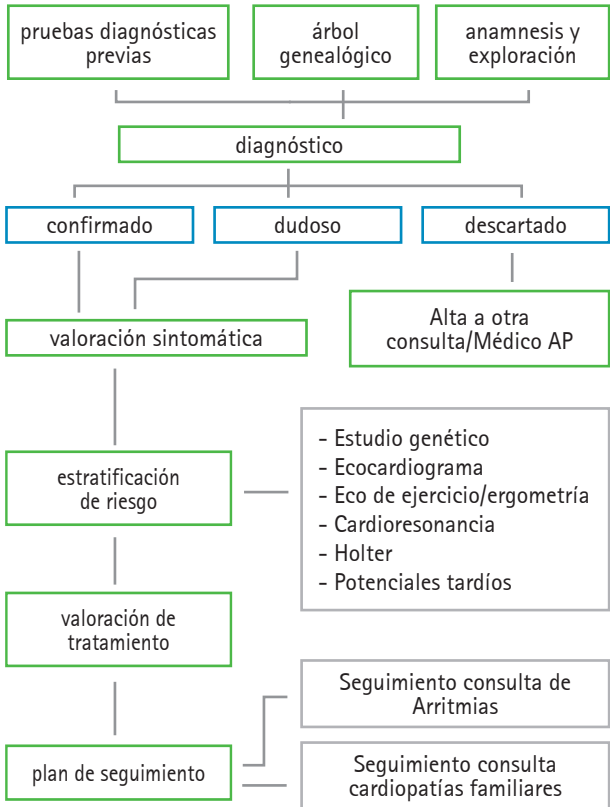 pruebas diagnósticas
previas
árbol
genealógico
anamnesis y
exploración
diagnóstico
confirmado
dudoso
descartado
valoración sintomática
Alta a otra
consulta/Médico AP
estratificación
de riesgo
- Estudio genético
- Ecocardiograma
- Eco de ejercicio/ergometría
- Cardioresonancia
- Holter
- Potenciales tardíos
valoración de
tratamiento
plan de seguimiento
Seguimiento consulta de
Arritmias
Seguimiento consulta
cardiopatías familiares